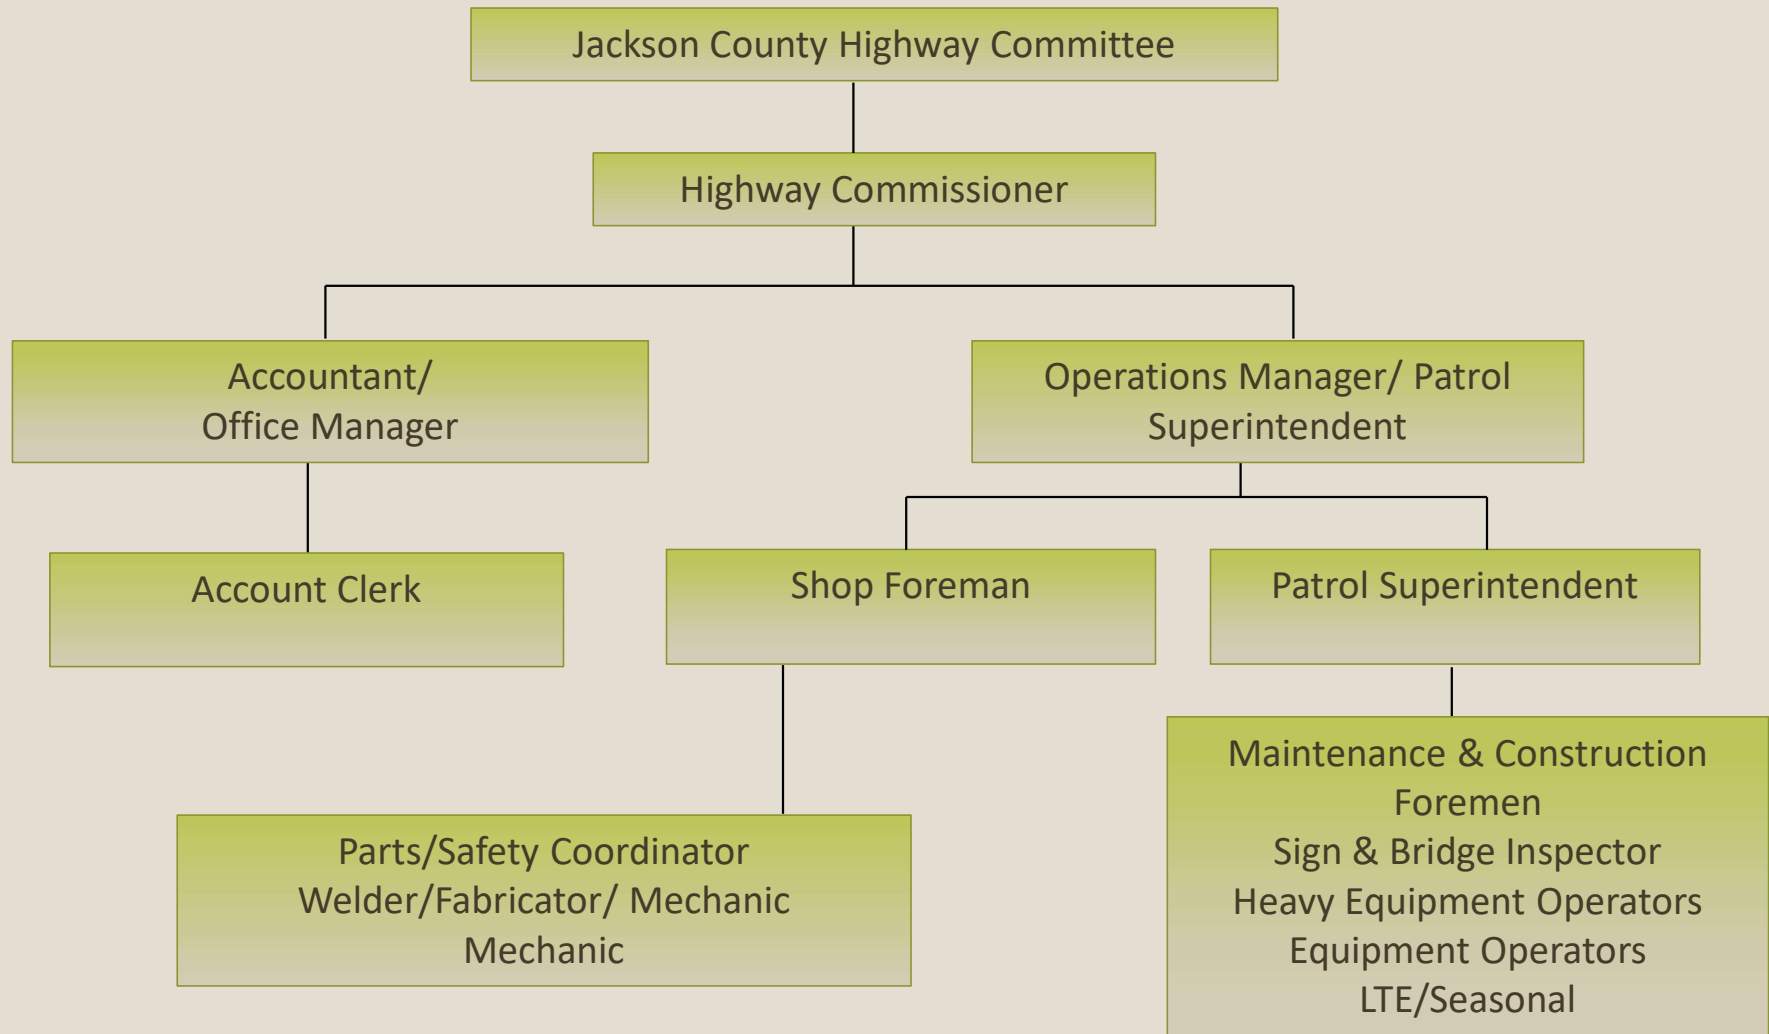 Jackson County Highway Committee
Highway Commissioner
Accountant/
Office Manager
Operations Manager/ Patrol
Superintendent
Account Clerk
Shop Foreman
Patrol Superintendent
Parts/Safety Coordinator
Welder/Fabricator/ Mechanic
Mechanic
Maintenance & Construction
Foremen
Sign & Bridge Inspector
Heavy Equipment Operators
Equipment Operators
LTE/Seasonal